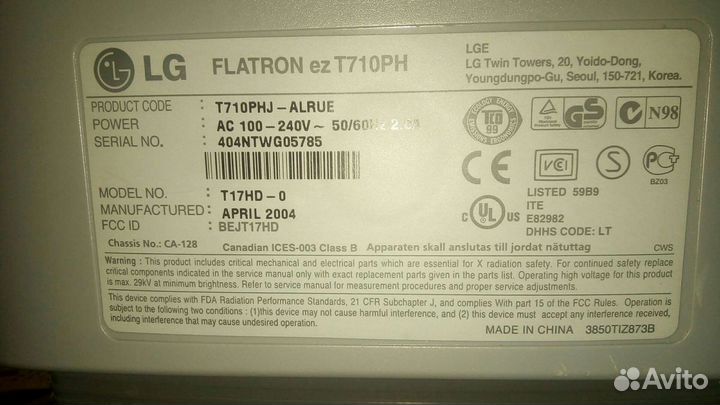 LG FLATRON ez T710PH
LGE
LG Twin Towers, 20, Yoido-Dong,
Youngdungpo-Gu, Seoul, 150-721, Korea.
PRODUCT CODE : T710PHJ-ALRUE
POWER : AC 100-240V~ 50/60Hz 2.0A
SERIAL NO. : 404NTWG05785
TCO 99
GS
N98
CE
VCI
S
PC
BZ03
MODEL NO. : T17HD-0
MANUFACTURED : APRIL 2004
FCC ID : BEJT17HD
c UL US
LISTED 59B9
ITE
E82982
DHHS CODE: LT
Chassis No.: CA-128 Canadian ICES-003 Class B Apparaten skall anslutas till jordat nätuttag CWS
Warning : This product includes critical mechanical and electrical parts which are essential for X radiation safety. For continued safety replace
critical components indicated in the service manual only with exact replacement parts given in the parts list. Operating high voltage for this product
is max. 29kV at minimum brightness. Refer to service manual for measurement procedures and proper service adjustments.
This device complies with FDA Radiation Performance Standards, 21 CFR Subchapter J, and Complies with part 15 of the FCC Rules. Operation is
subject to the following two conditions : (1)this device may not cause harmful interference, and (2)this device must accept any interference received,
including interference that may cause undesired operation.
MADE IN CHINA 3850TIZ873B
Avito